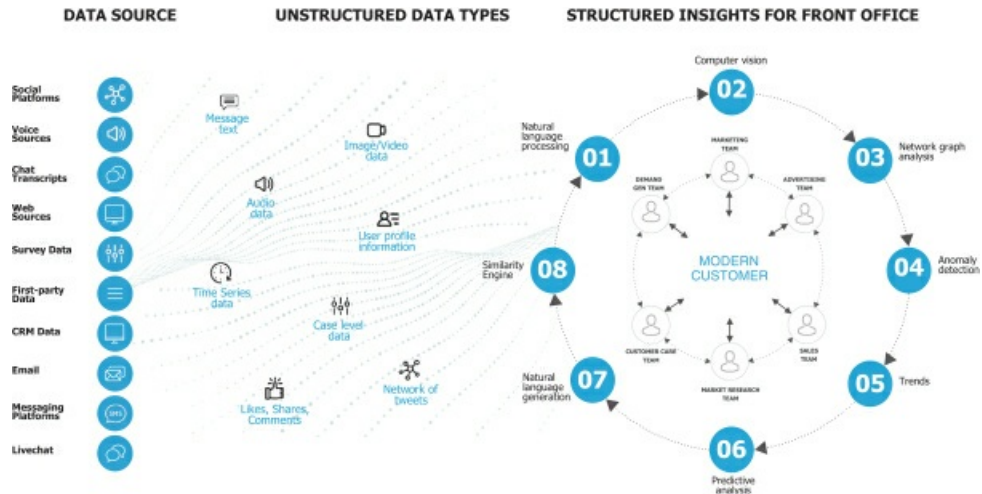 DATA SOURCE
UNSTRUCTURED DATA TYPES
STRUCTURED INSIGHTS FOR FRONT OFFICE
Social
Platforms
Voice
Sources
Chat
Transcripts
Web
Sources
Survey Data
First-party
Data
CRM Data
Email
Messaging
Platforms
SMS
Livechat
Message
text
Image/Video
data
Audio
data
User profile
information
Time Series
data
Case level
data
Likes, Shares,
Comments
Network of
tweets
Natural
language
processing
01
Computer vision
02
03
Network graph
analysis
04
Anomaly
detection
05
Trends
06
Predictive
analysis
Natural
language
generation
07
Similarity
Engine
08
MARKETING
TEAM
DEMAND
GEN TEAM
ADVERTISING
TEAM
MODERN
CUSTOMER
CUSTOMER CARE
TEAM
SALES
TEAM
MARKET RESEARCH
TEAM